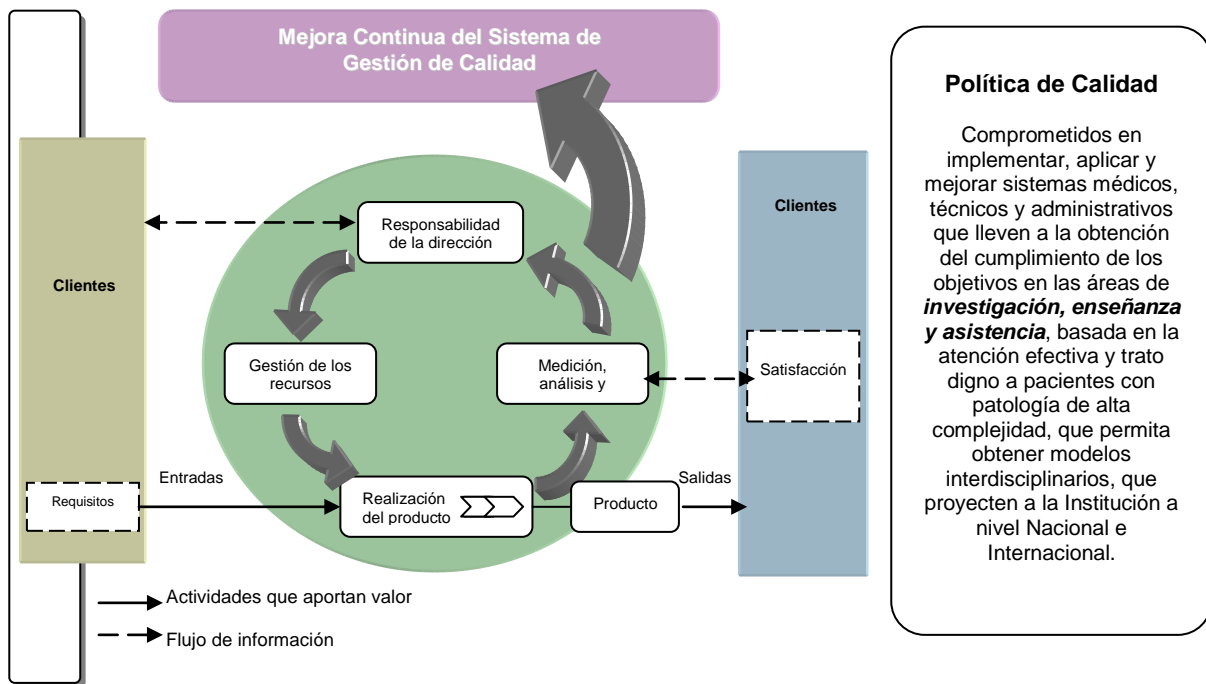 Mejora Continua del Sistema de
Gestión de Calidad
Clientes
Requisitos
Entradas
Responsabilidad
de la dirección
Gestión de los
recursos
Medición,
análisis y
Realización
del producto
Producto
Salidas
Clientes
Satisfacción
Actividades que aportan valor
Flujo de información
Política de Calidad
Comprometidos en
implementar, aplicar y
mejorar sistemas médicos,
técnicos y administrativos
que lleven a la obtención
del cumplimiento de los
objetivos en las áreas de
investigación, enseñanza
y asistencia, basada en la
atención efectiva y trato
digno a pacientes con
patología de alta
complejidad, que permita
obtener modelos
interdisciplinarios, que
proyecten a la Institución a
nivel Nacional e
Internacional.